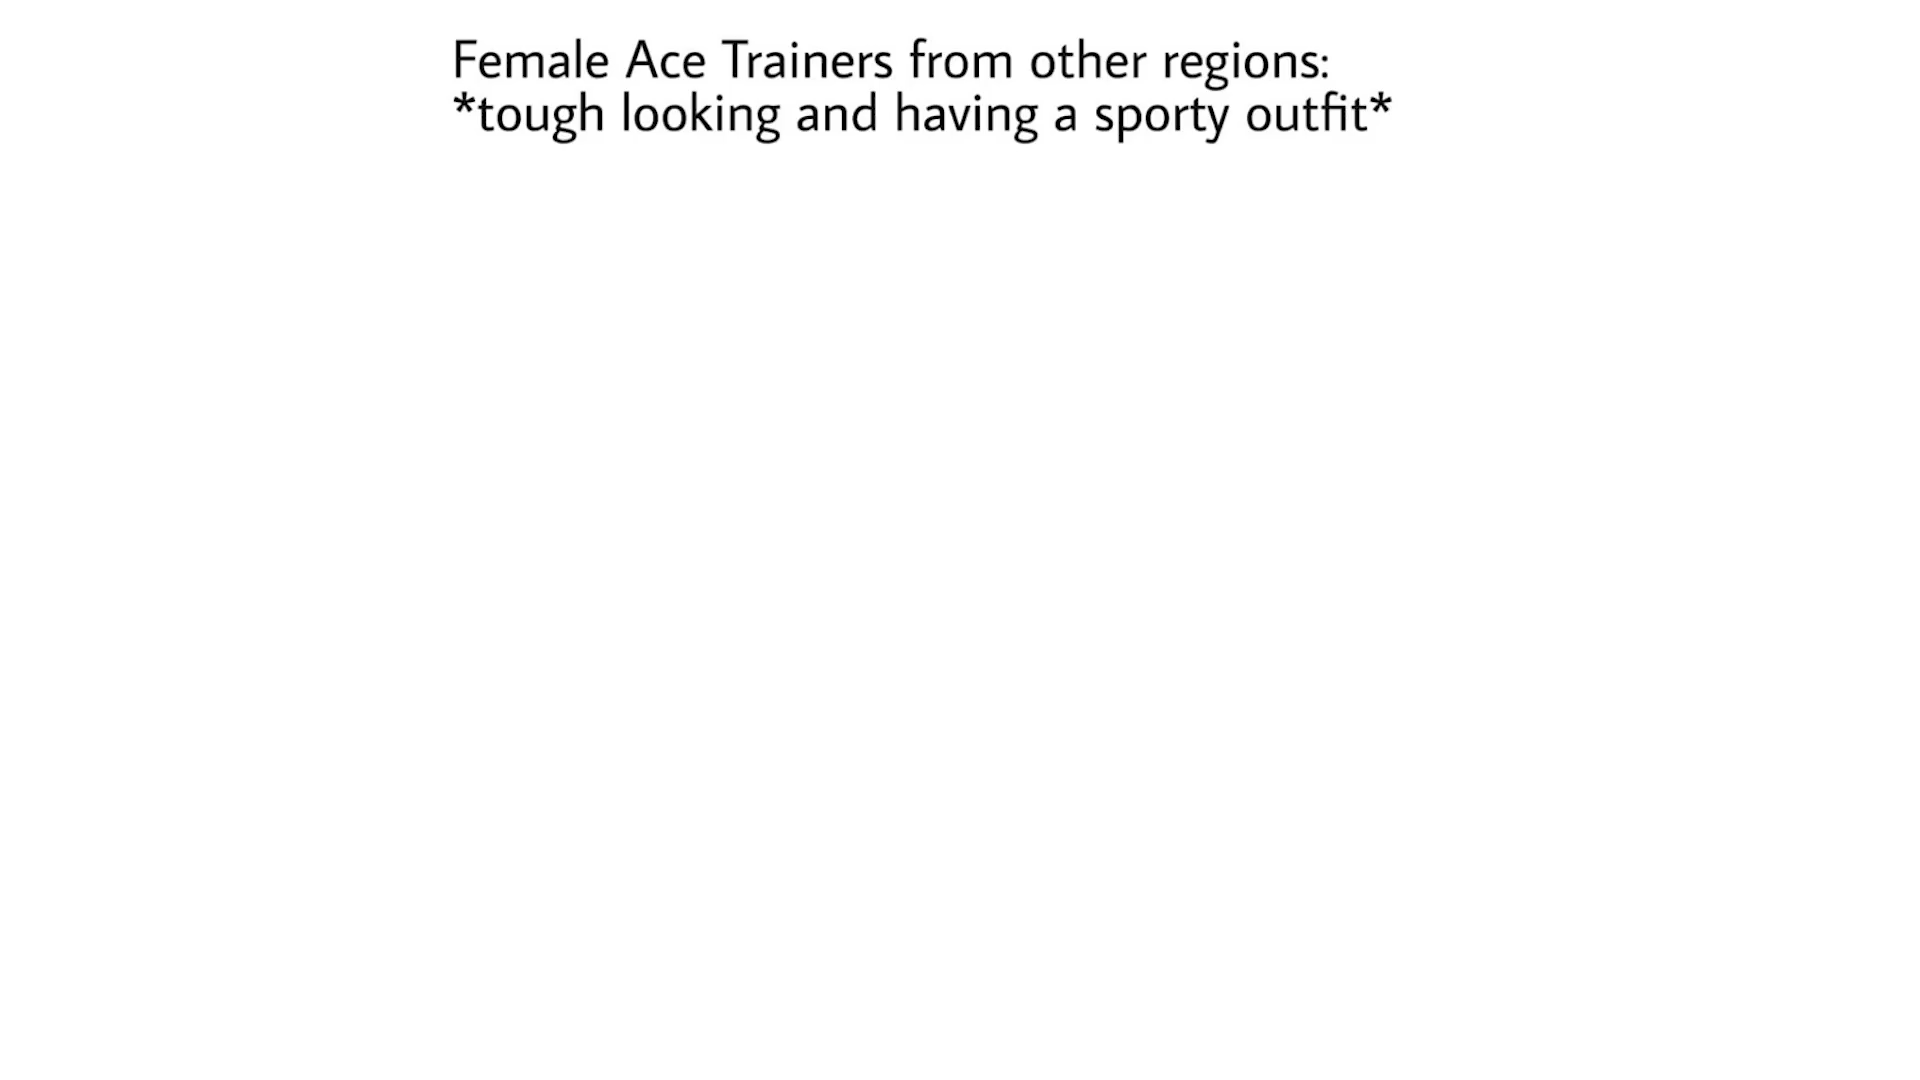 Female Ace Trainers from other regions:
*tough looking and having a sporty outfit*